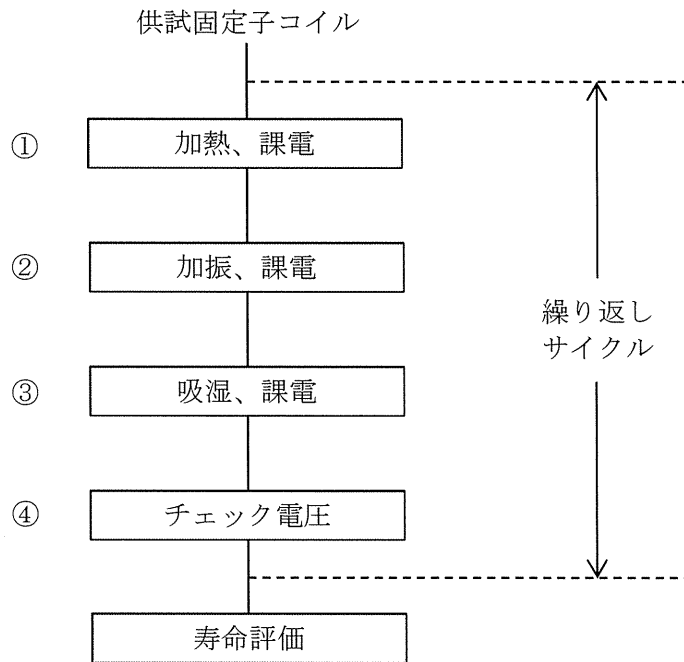 供試固定子コイル
① 加熱、課電
② 加振、課電
繰り返し
サイクル
③ 吸湿、課電
④ チェック電圧
寿命評価